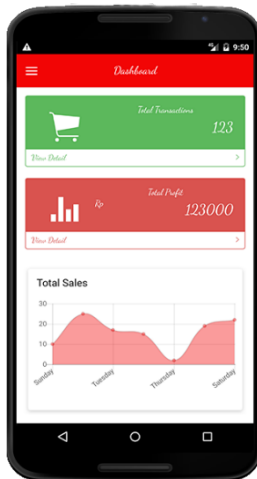 9:50
Dashboard
Total Transactions
123
View Detail
Total Profit
Rp
123000
View Detail
Total Sales
30
20
10
0
Sunday Tuesday Thursday Saturday